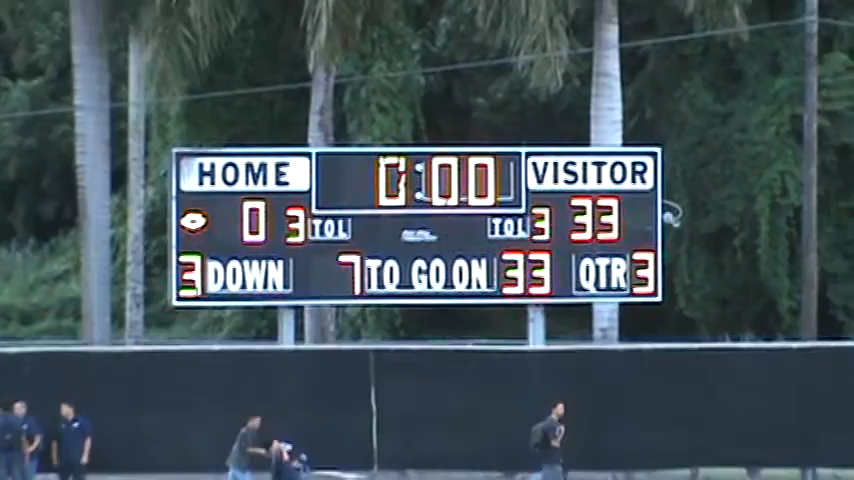 HOME 0:00 VISITOR
0 3 TOL TOL 3 33
3 DOWN 7 TO GO ON 33 QTR 3